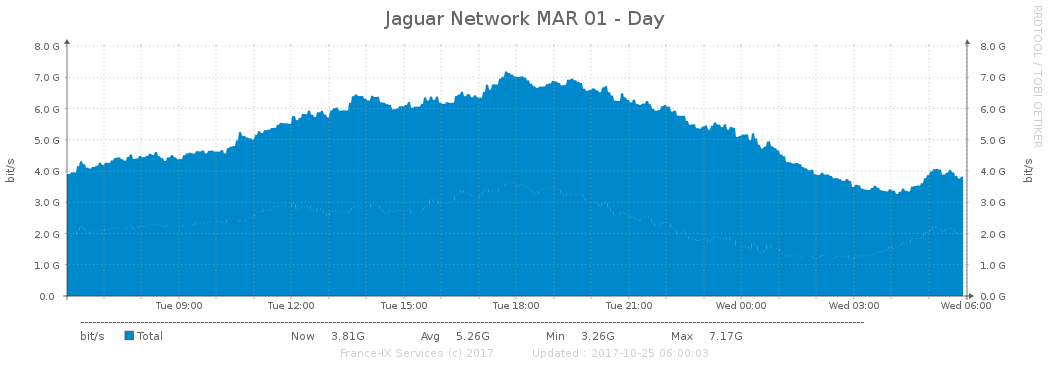 Jaguar Network MAR 01 - Day
RRDTOOL / TOBI OETIKER
bit/s
8.0 G
7.0 G
6.0 G
5.0 G
4.0 G
3.0 G
2.0 G
1.0 G
0.0
8.0 G
7.0 G
6.0 G
5.0 G
4.0 G
3.0 G
2.0 G
1.0 G
0.0 G
bit/s
Tue 09:00 Tue 12:00 Tue 15:00 Tue 18:00 Tue 21:00 Wed 00:00 Wed 03:00 Wed 06:00
bit/s Total Now 3.81G Avg 5.26G Min 3.26G Max 7.17G
France-IX Services (c) 2017 Updated : 2017-10-25 06:00:03